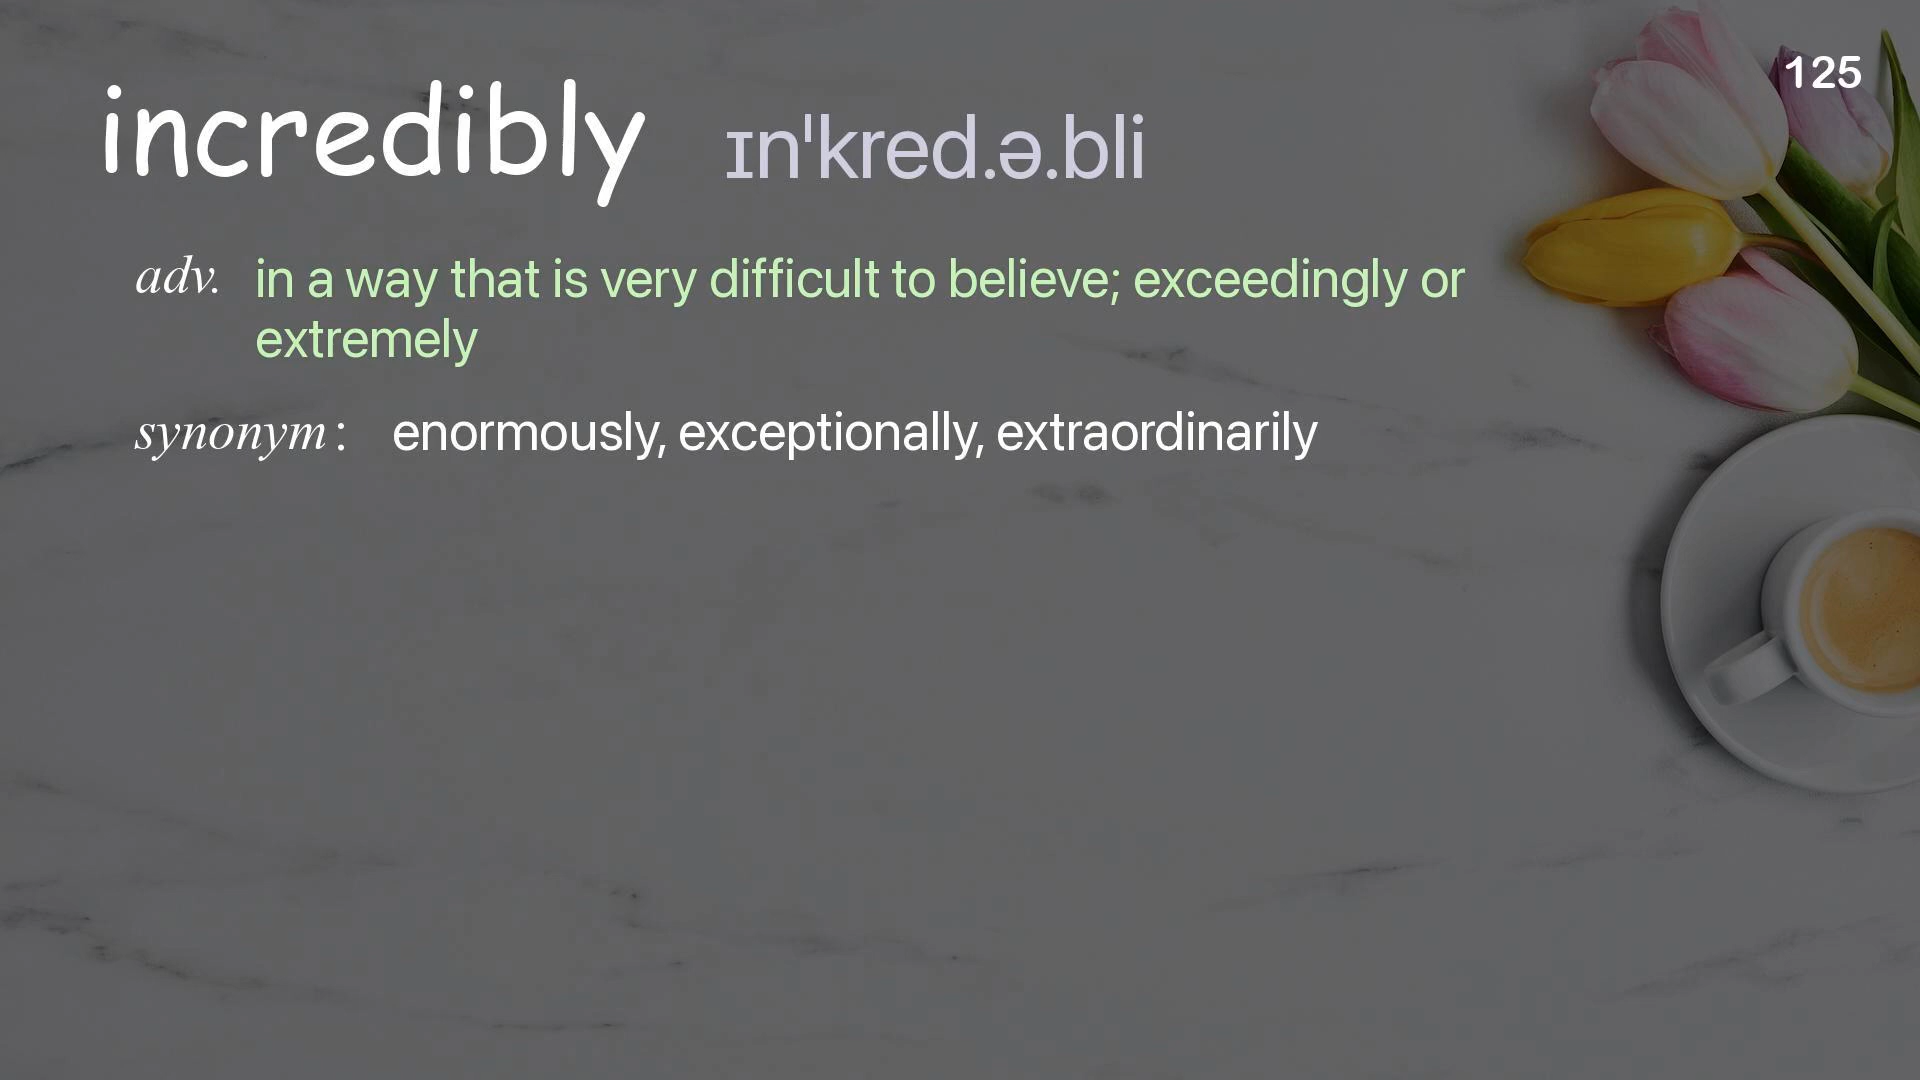 125
incredibly ɪnˈkred.ə.bli
adv. in a way that is very difficult to believe; exceedingly or
extremely
synonym: enormously, exceptionally, extraordinarily